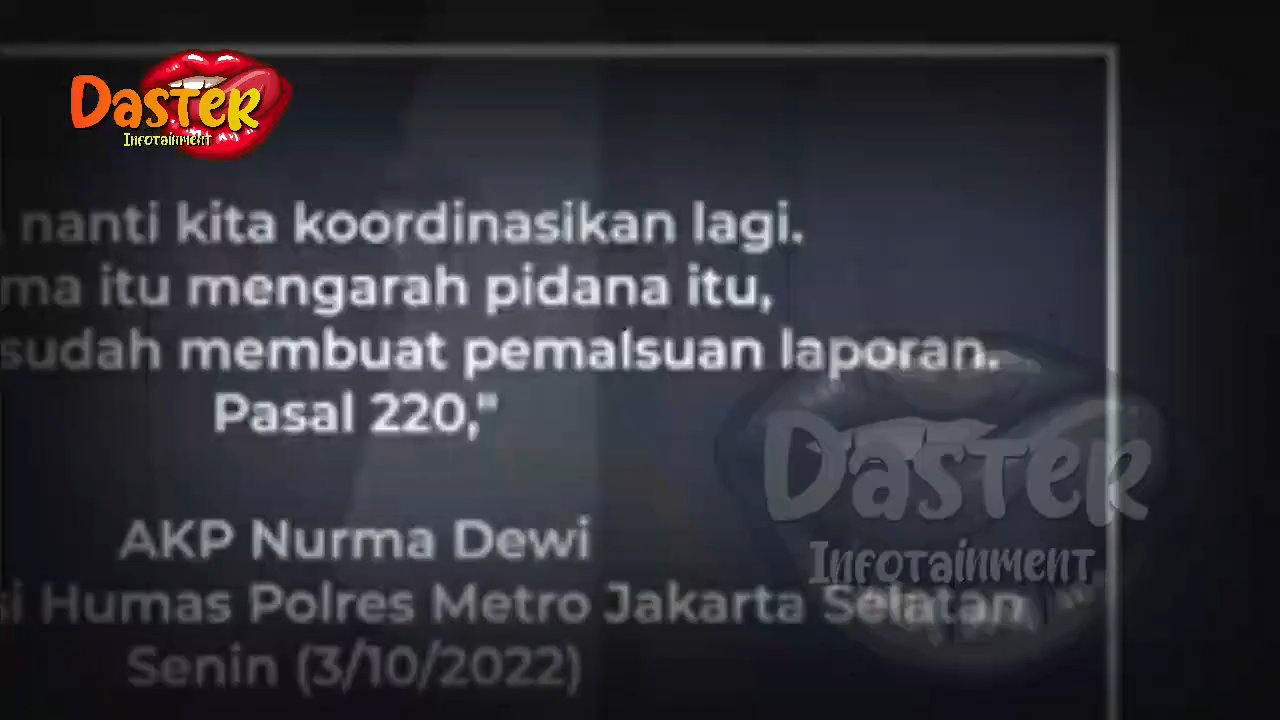 Daster
Infotainment
nanti kita koordinasikan lagi.
itu mengarah pidana itu,
sudah membuat pemalsuan laporan.
Pasal 220,"
AKP Nurma Dewi
Humas Polres Metro Jakarta Selatan
Senin (3/10/2022)
Daster
Infotainment